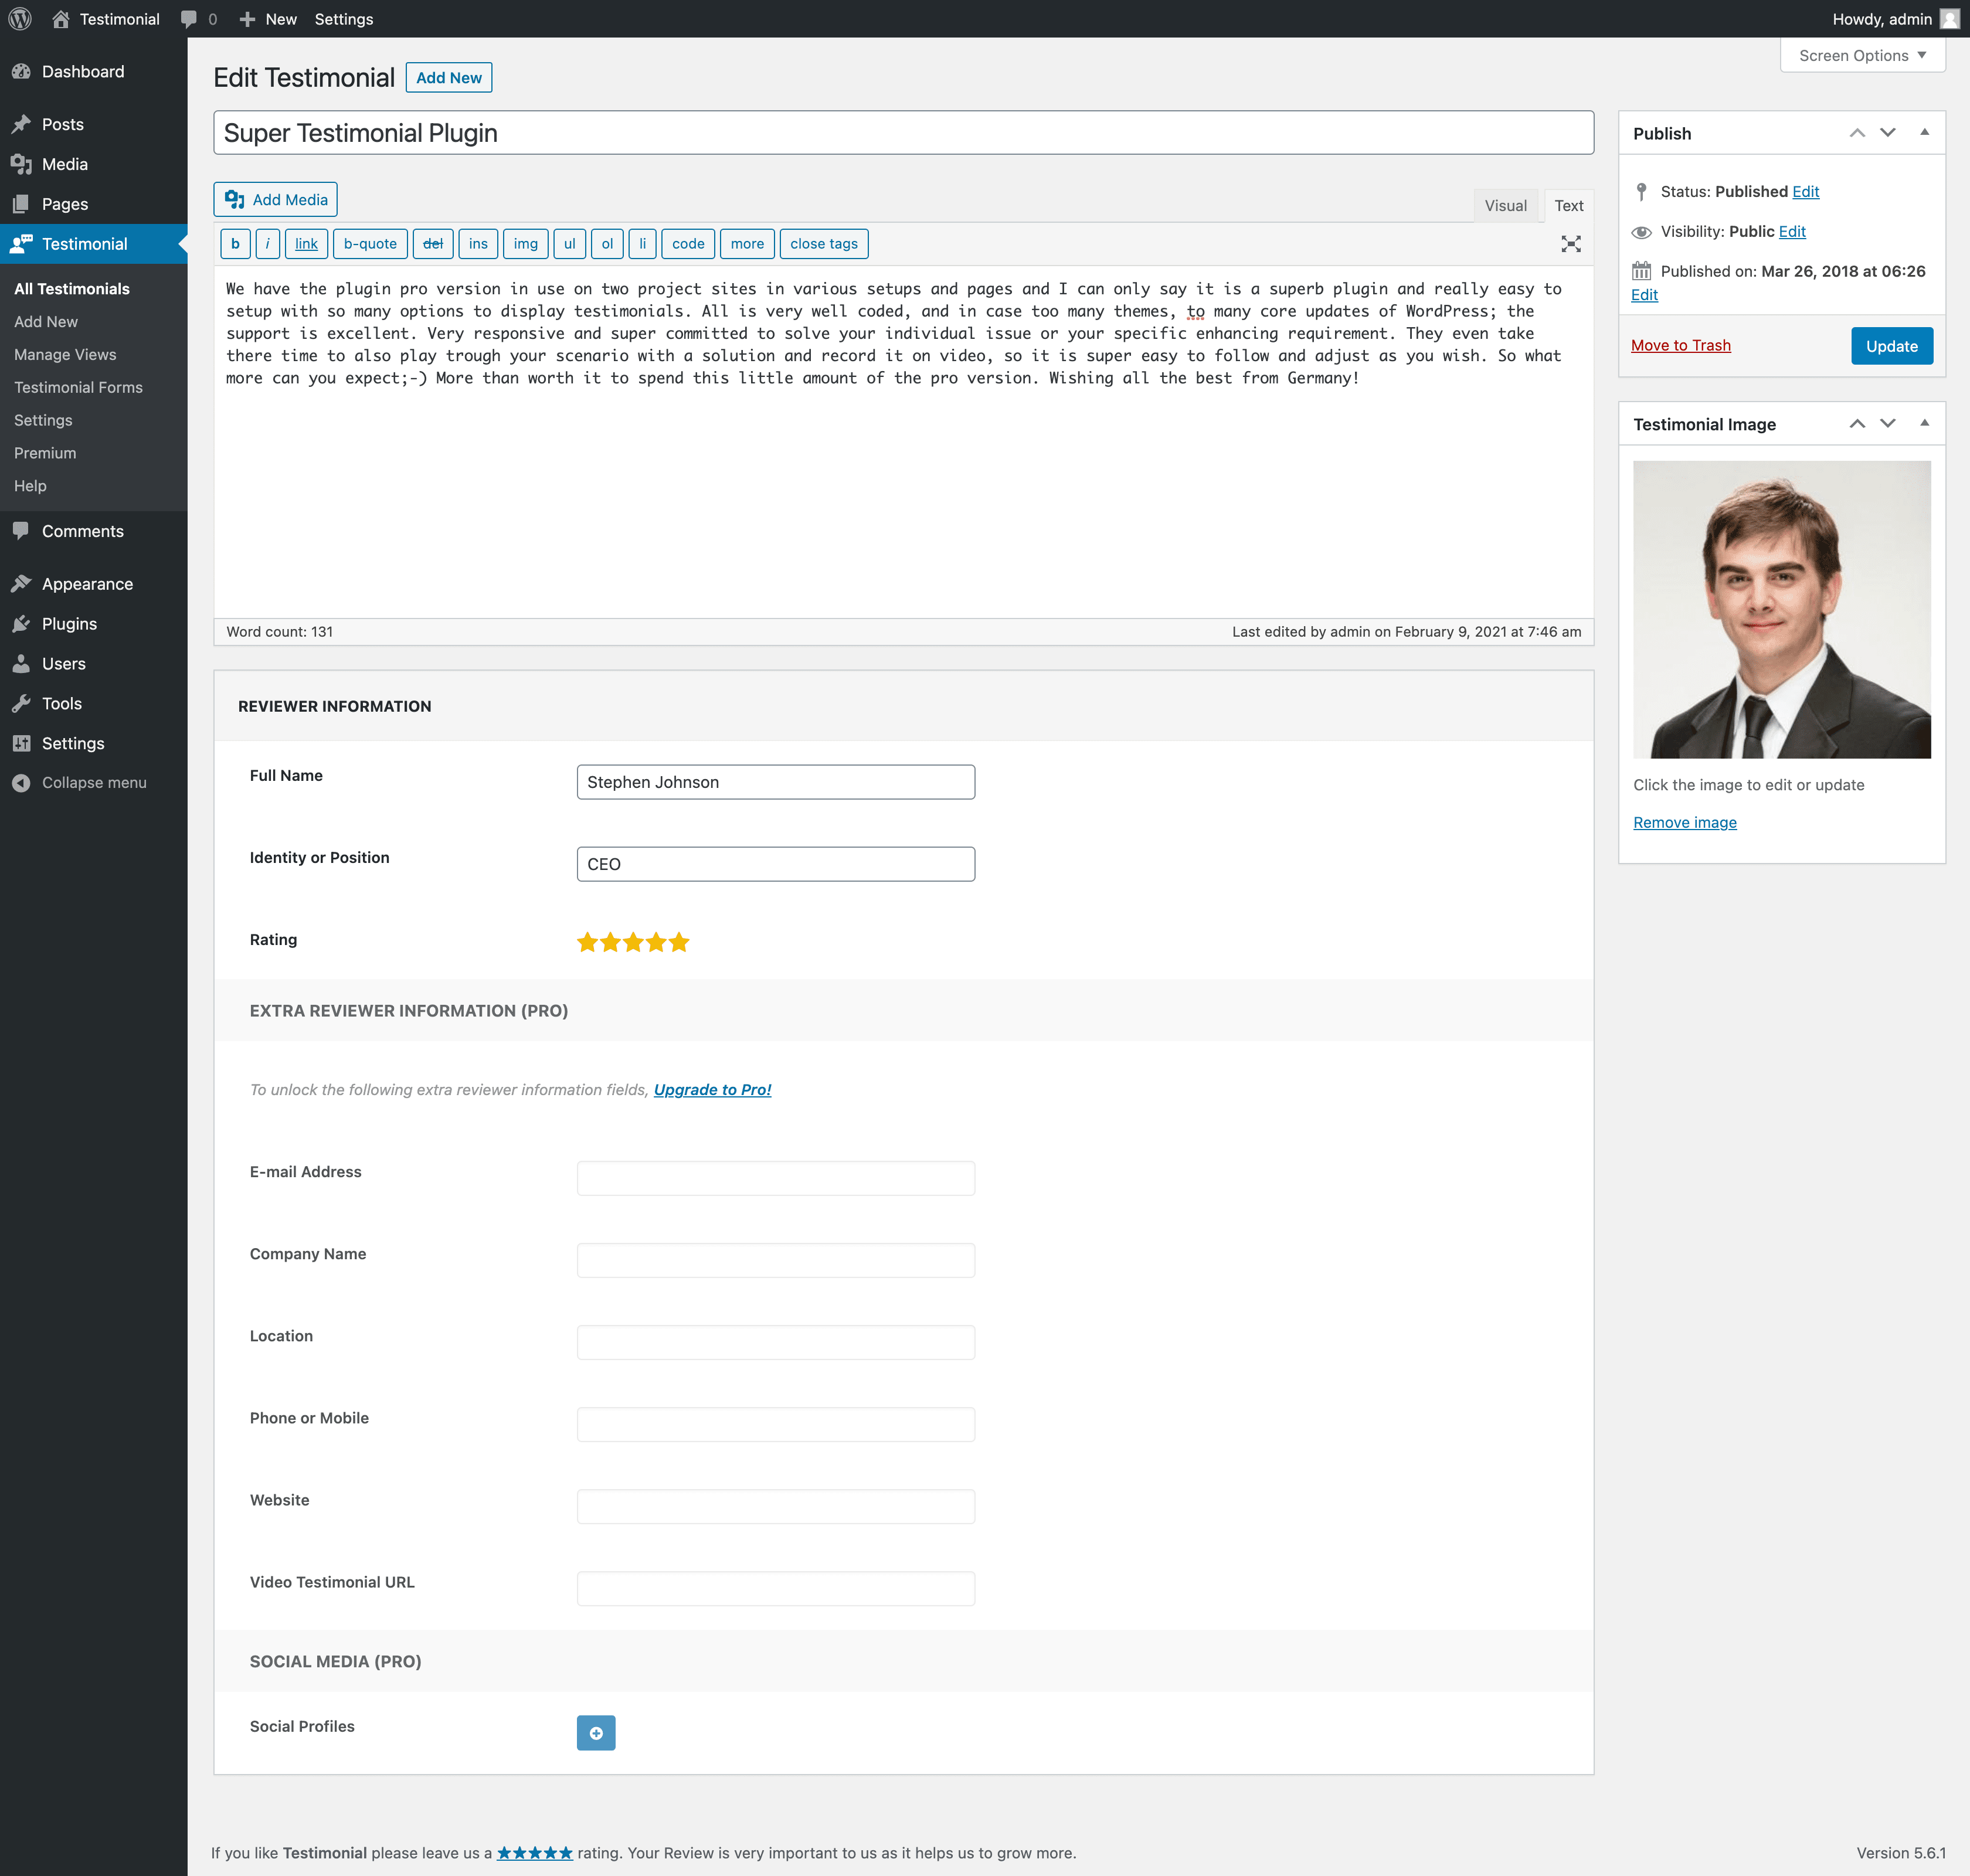 Testimonial 0 New Settings Howdy, admin
Screen Options
Dashboard
Posts
Media
Pages
Testimonial
All Testimonials
Add New
Manage Views
Testimonial Forms
Settings
Premium
Help
Comments
Appearance
Plugins
Users
Tools
Settings
Collapse menu
Edit Testimonial Add New
Super Testimonial Plugin
Add Media Visual Text
b i link b-quote del ins img ul ol li code more close tags
We have the plugin pro version in use on two project sites in various setups and pages and I can only say it is a superb plugin and really easy to
setup with so many options to display testimonials. All is very well coded, and in case too many themes, to many core updates of WordPress; the
support is excellent. Very responsive and super committed to solve your individual issue or your specific enhancing requirement. They even take
there time to also play trough your scenario with a solution and record it on video, so it is super easy to follow and adjust as you wish. So what
more can you expect;-) More than worth it to spend this little amount of the pro version. Wishing all the best from Germany!
Word count: 131 Last edited by admin on February 9, 2021 at 7:46 am
REVIEWER INFORMATION
Full Name Stephen Johnson
Identity or Position CEO
Rating
EXTRA REVIEWER INFORMATION (PRO)
To unlock the following extra reviewer information fields, Upgrade to Pro!
E-mail Address
Company Name
Location
Phone or Mobile
Website
Video Testimonial URL
SOCIAL MEDIA (PRO)
Social Profiles
Publish
Status: Published Edit
Visibility: Public Edit
Published on: Mar 26, 2018 at 06:26
Edit
Move to Trash Update
Testimonial Image
Click the image to edit or update
Remove image
If you like Testimonial please leave us a ★★★★★ rating. Your Review is very important to us as it helps us to grow more. Version 5.6.1